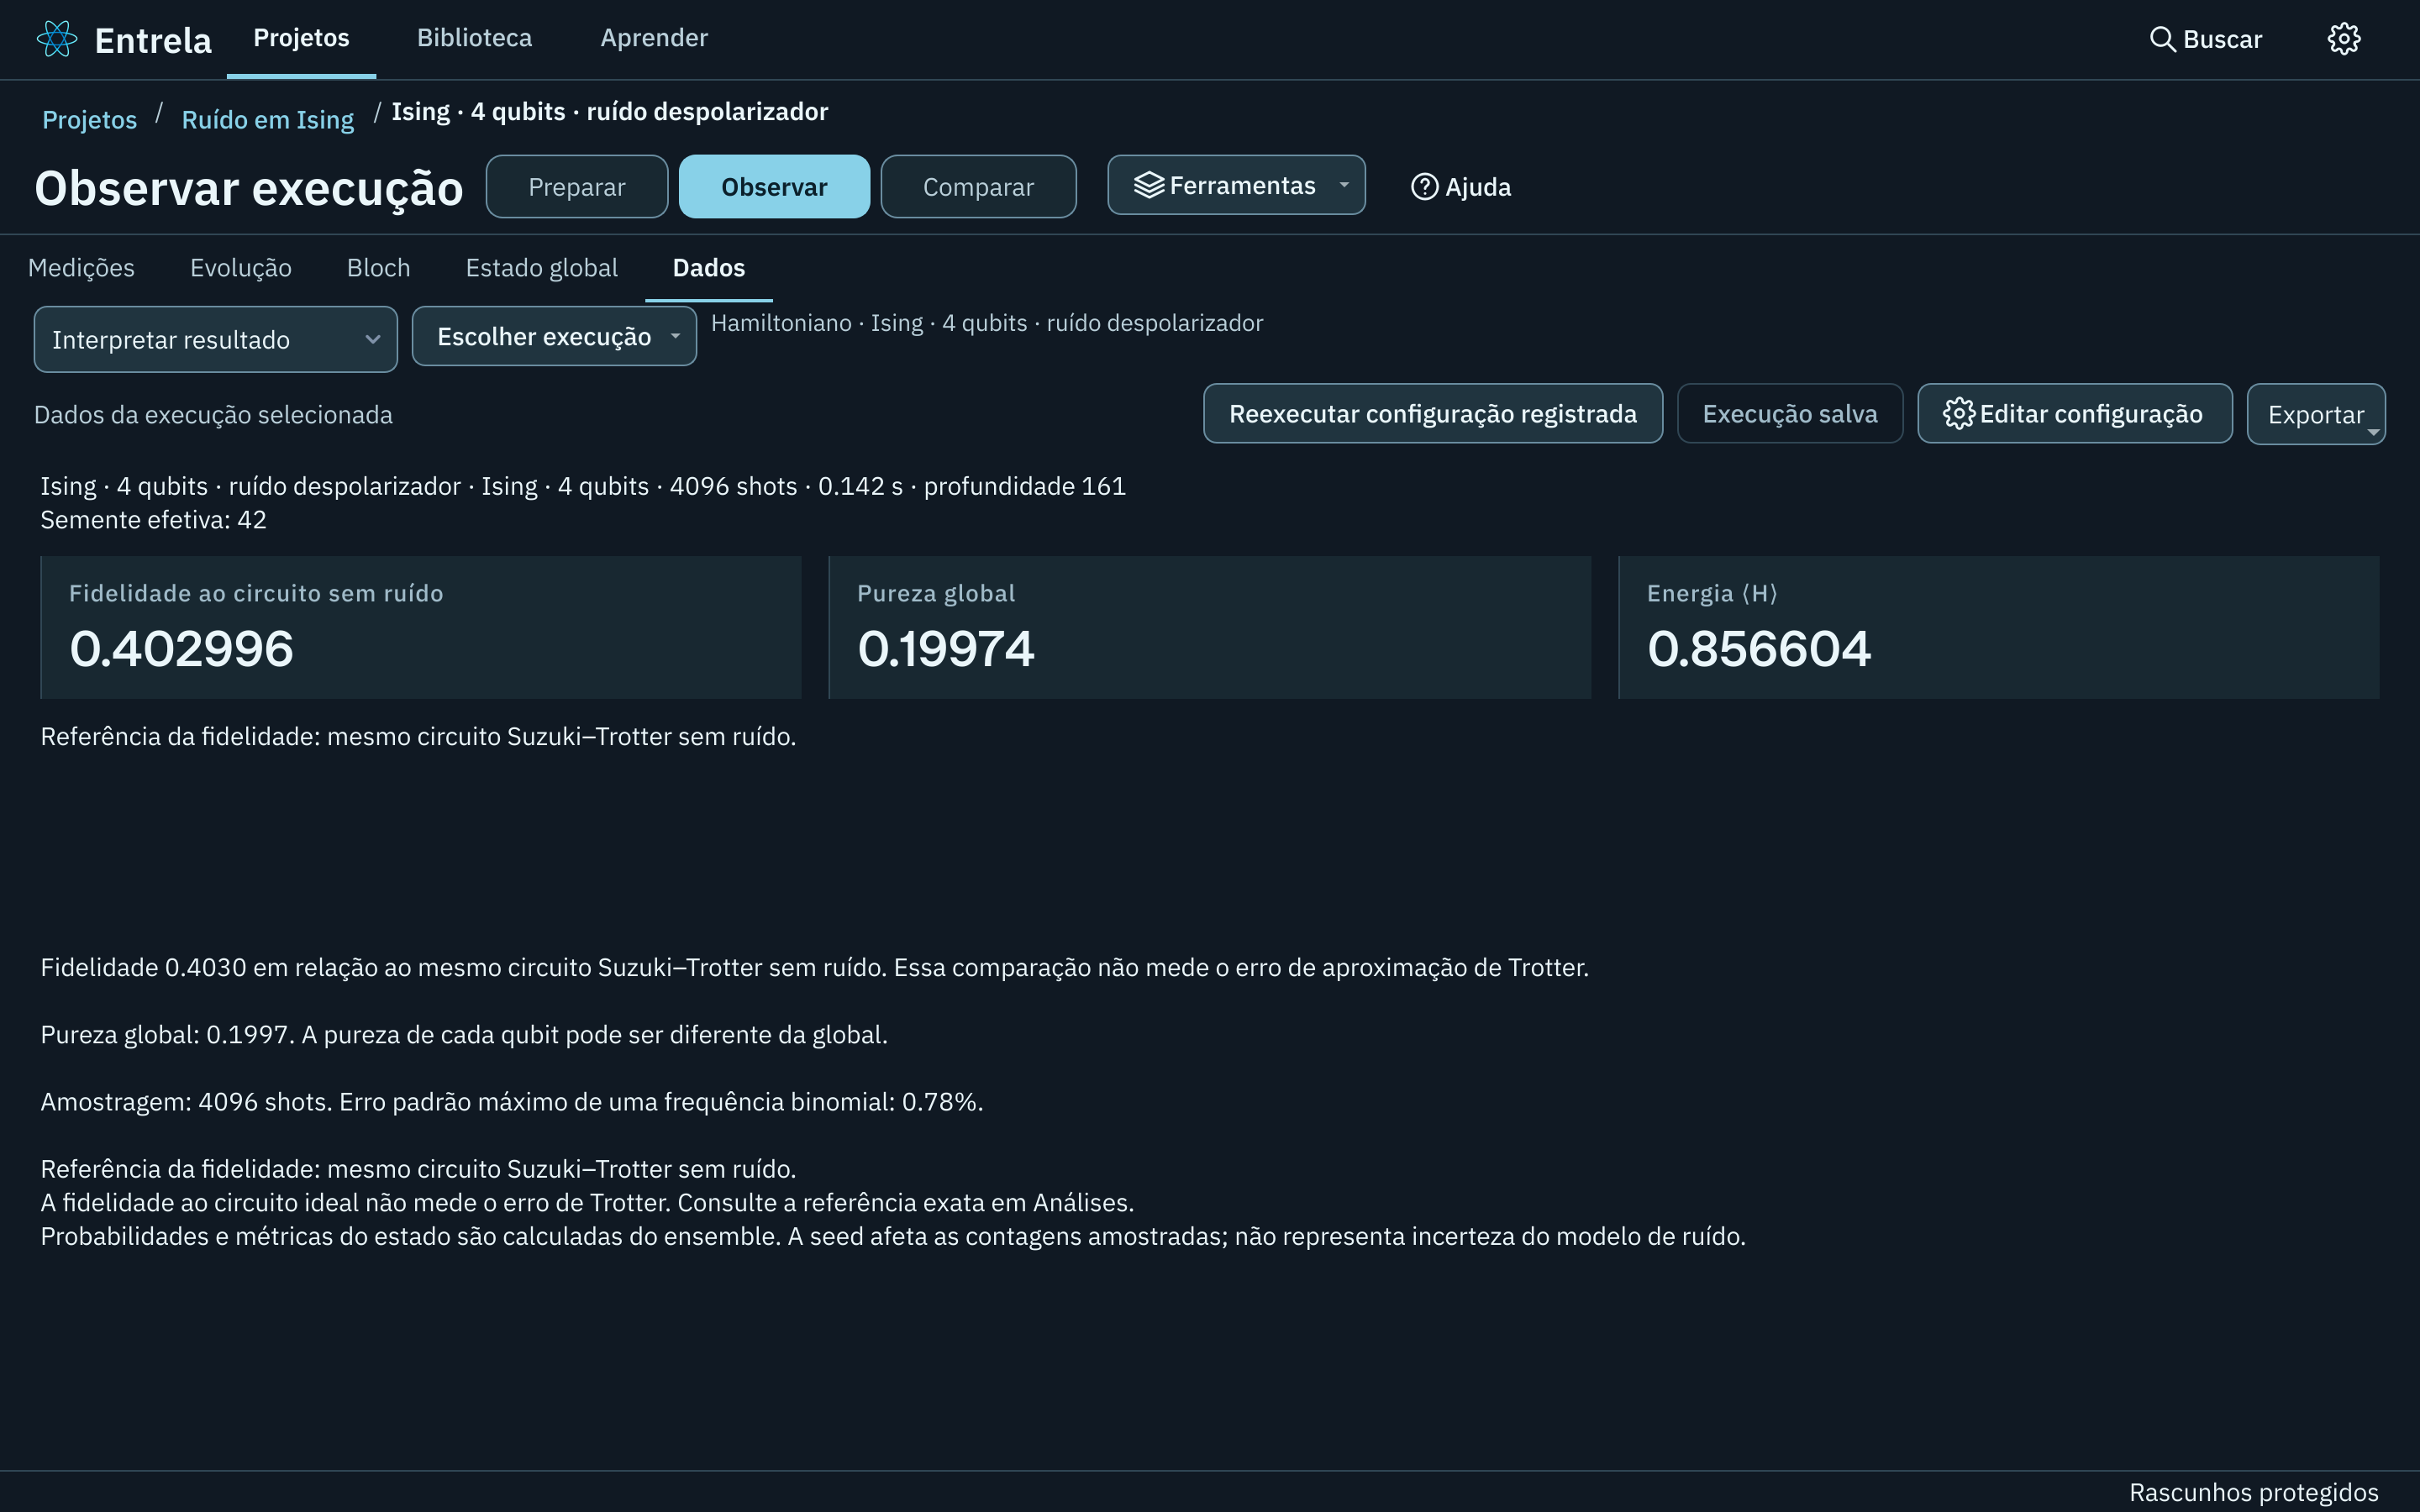 Entrela Projetos Biblioteca Aprender Buscar
Projetos / Ruído em Ising / Ising · 4 qubits · ruído despolarizador
Observar execução Preparar Observar Comparar Ferramentas Ajuda
Medições Evolução Bloch Estado global Dados
Interpretar resultado Escolher execução Hamiltoniano · Ising · 4 qubits · ruído despolarizador
Dados da execução selecionada Reexecutar configuração registrada Execução salva Editar configuração Exportar
Ising · 4 qubits · ruído despolarizador · Ising · 4 qubits · 4096 shots · 0.142 s · profundidade 161
Semente efetiva: 42
Fidelidade ao circuito sem ruído Pureza global Energia ⟨H⟩
0.402996 0.19974 0.856604
Referência da fidelidade: mesmo circuito Suzuki–Trotter sem ruído.
Fidelidade 0.4030 em relação ao mesmo circuito Suzuki–Trotter sem ruído. Essa comparação não mede o erro de aproximação de Trotter.
Pureza global: 0.1997. A pureza de cada qubit pode ser diferente da global.
Amostragem: 4096 shots. Erro padrão máximo de uma frequência binomial: 0.78%.
Referência da fidelidade: mesmo circuito Suzuki–Trotter sem ruído.
A fidelidade ao circuito ideal não mede o erro de Trotter. Consulte a referência exata em Análises.
Probabilidades e métricas do estado são calculadas do ensemble. A seed afeta as contagens amostradas; não representa incerteza do modelo de ruído.
Rascunhos protegidos